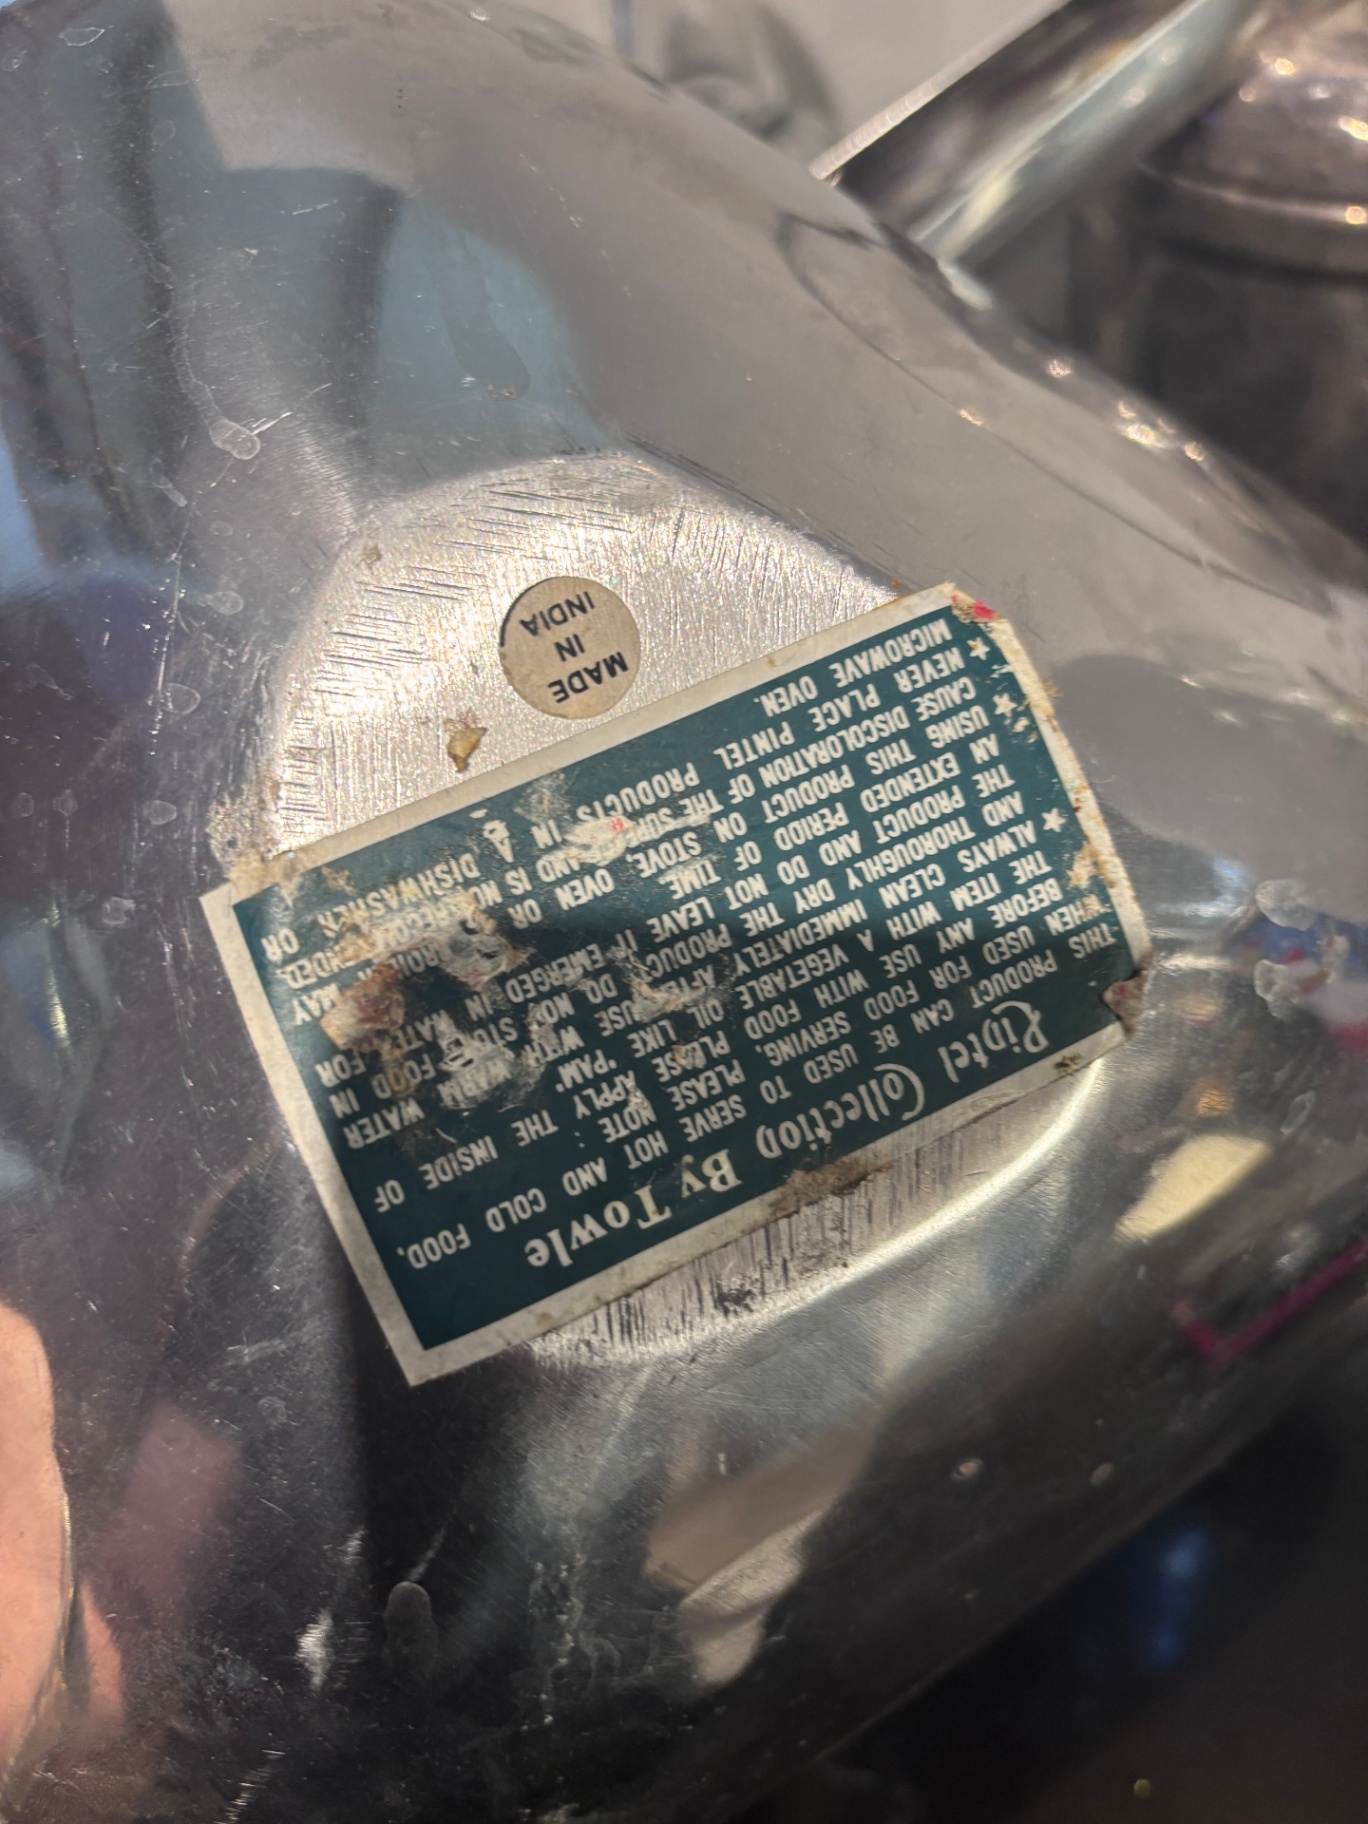 Pintel Collection By Towle
THIS PRODUCT CAN BE USED TO SERVE HOT AND COLD FOOD,
WHEN USED FOR FOOD SERVING, PLEASE NOTE :
★ BEFORE ANY USE WITH FOOD PLEASE APPLY THE INSIDE OF
THE ITEM WITH A VEGETABLE OIL LIKE 'PAM'
★ ALWAYS CLEAN IMMEDIATELY AFTER USE WITH WARM WATER
AND THOROUGHLY DRY THE PRODUCT DO NOT STORE FOOD IN
THE PRODUCT AND DO NOT LEAVE IT EMERGED IN WATER FOR
AN EXTENDED PERIOD OF TIME
★ USING THIS PRODUCT ON STOVE, OVEN OR MAY
CAUSE DISCOLORATION OF THE AND IS NOT
★ NEVER PLACE PINTEL PRODUCTS IN A DISHWASHER OR
MICROWAVE OVEN.
MADE
IN
INDIA